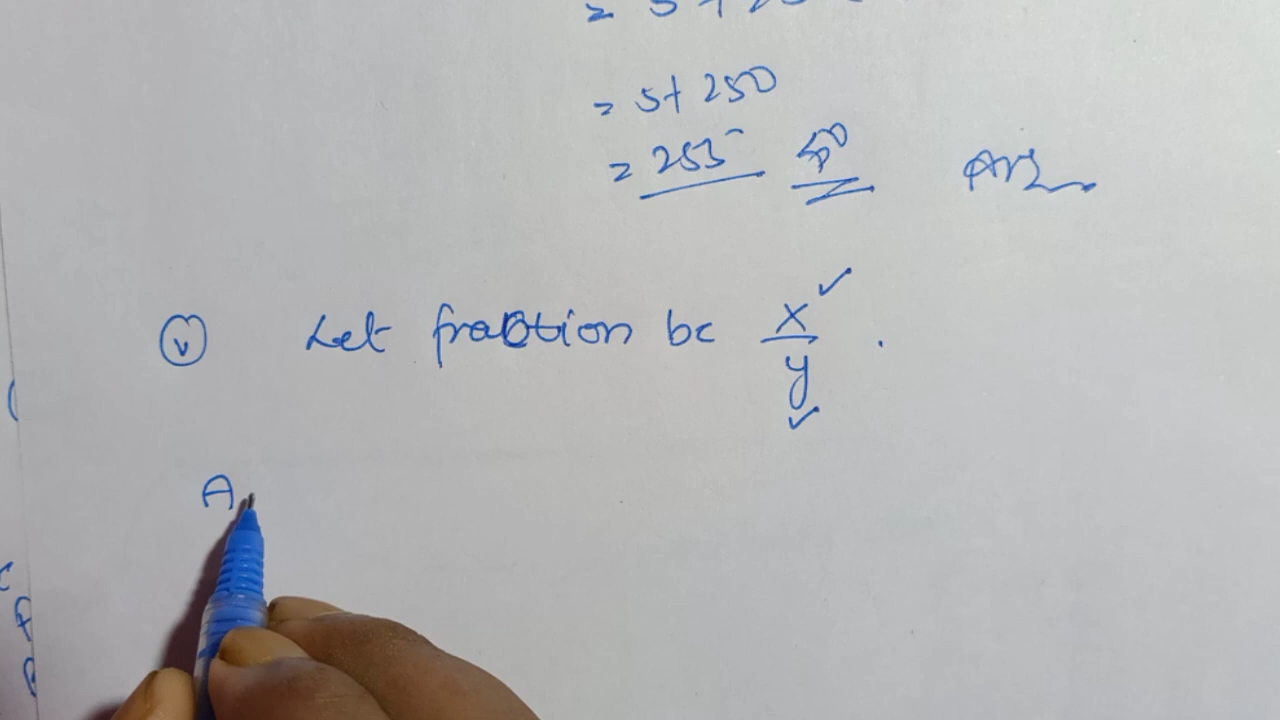 = 5+250
= 255 Ans
(v) Let fraction be x/y .
A